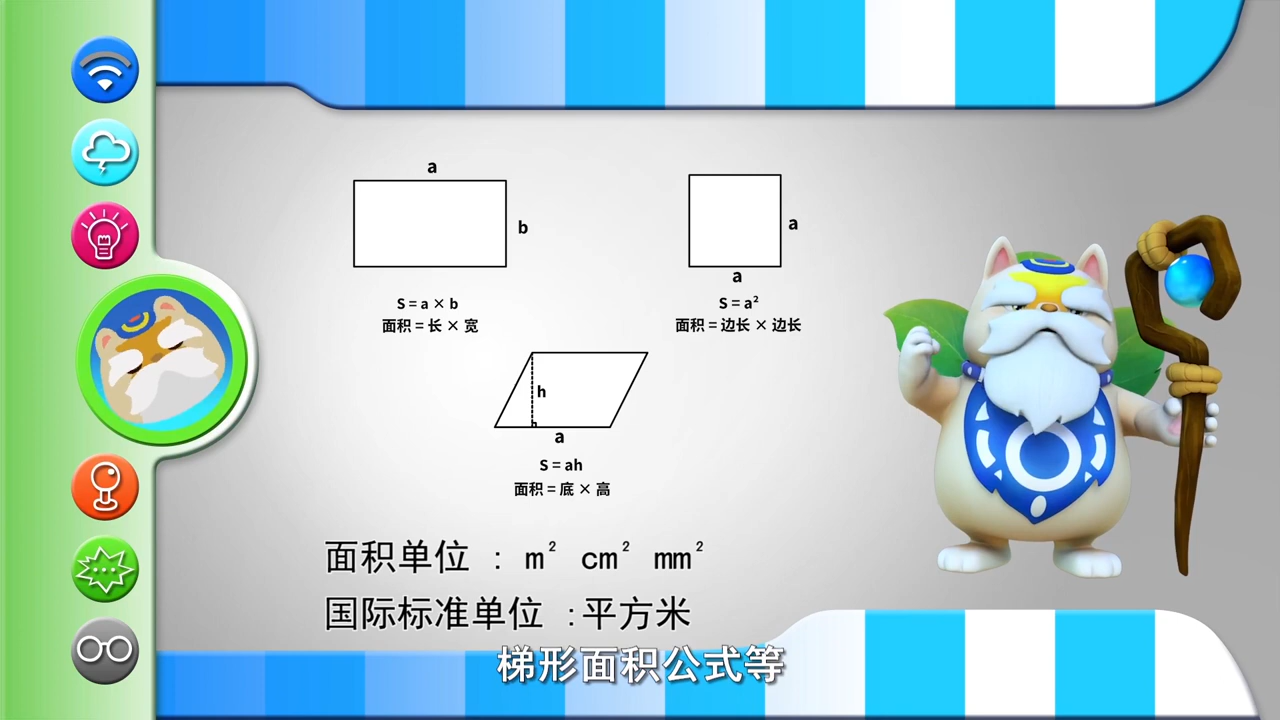 a
b
S = a × b
面积 = 长 × 宽
a
a
S = a²
面积 = 边长 × 边长
h
a
S = ah
面积 = 底 × 高
面积单位 : m² cm² mm²
国际标准单位 :平方米
梯形面积公式等